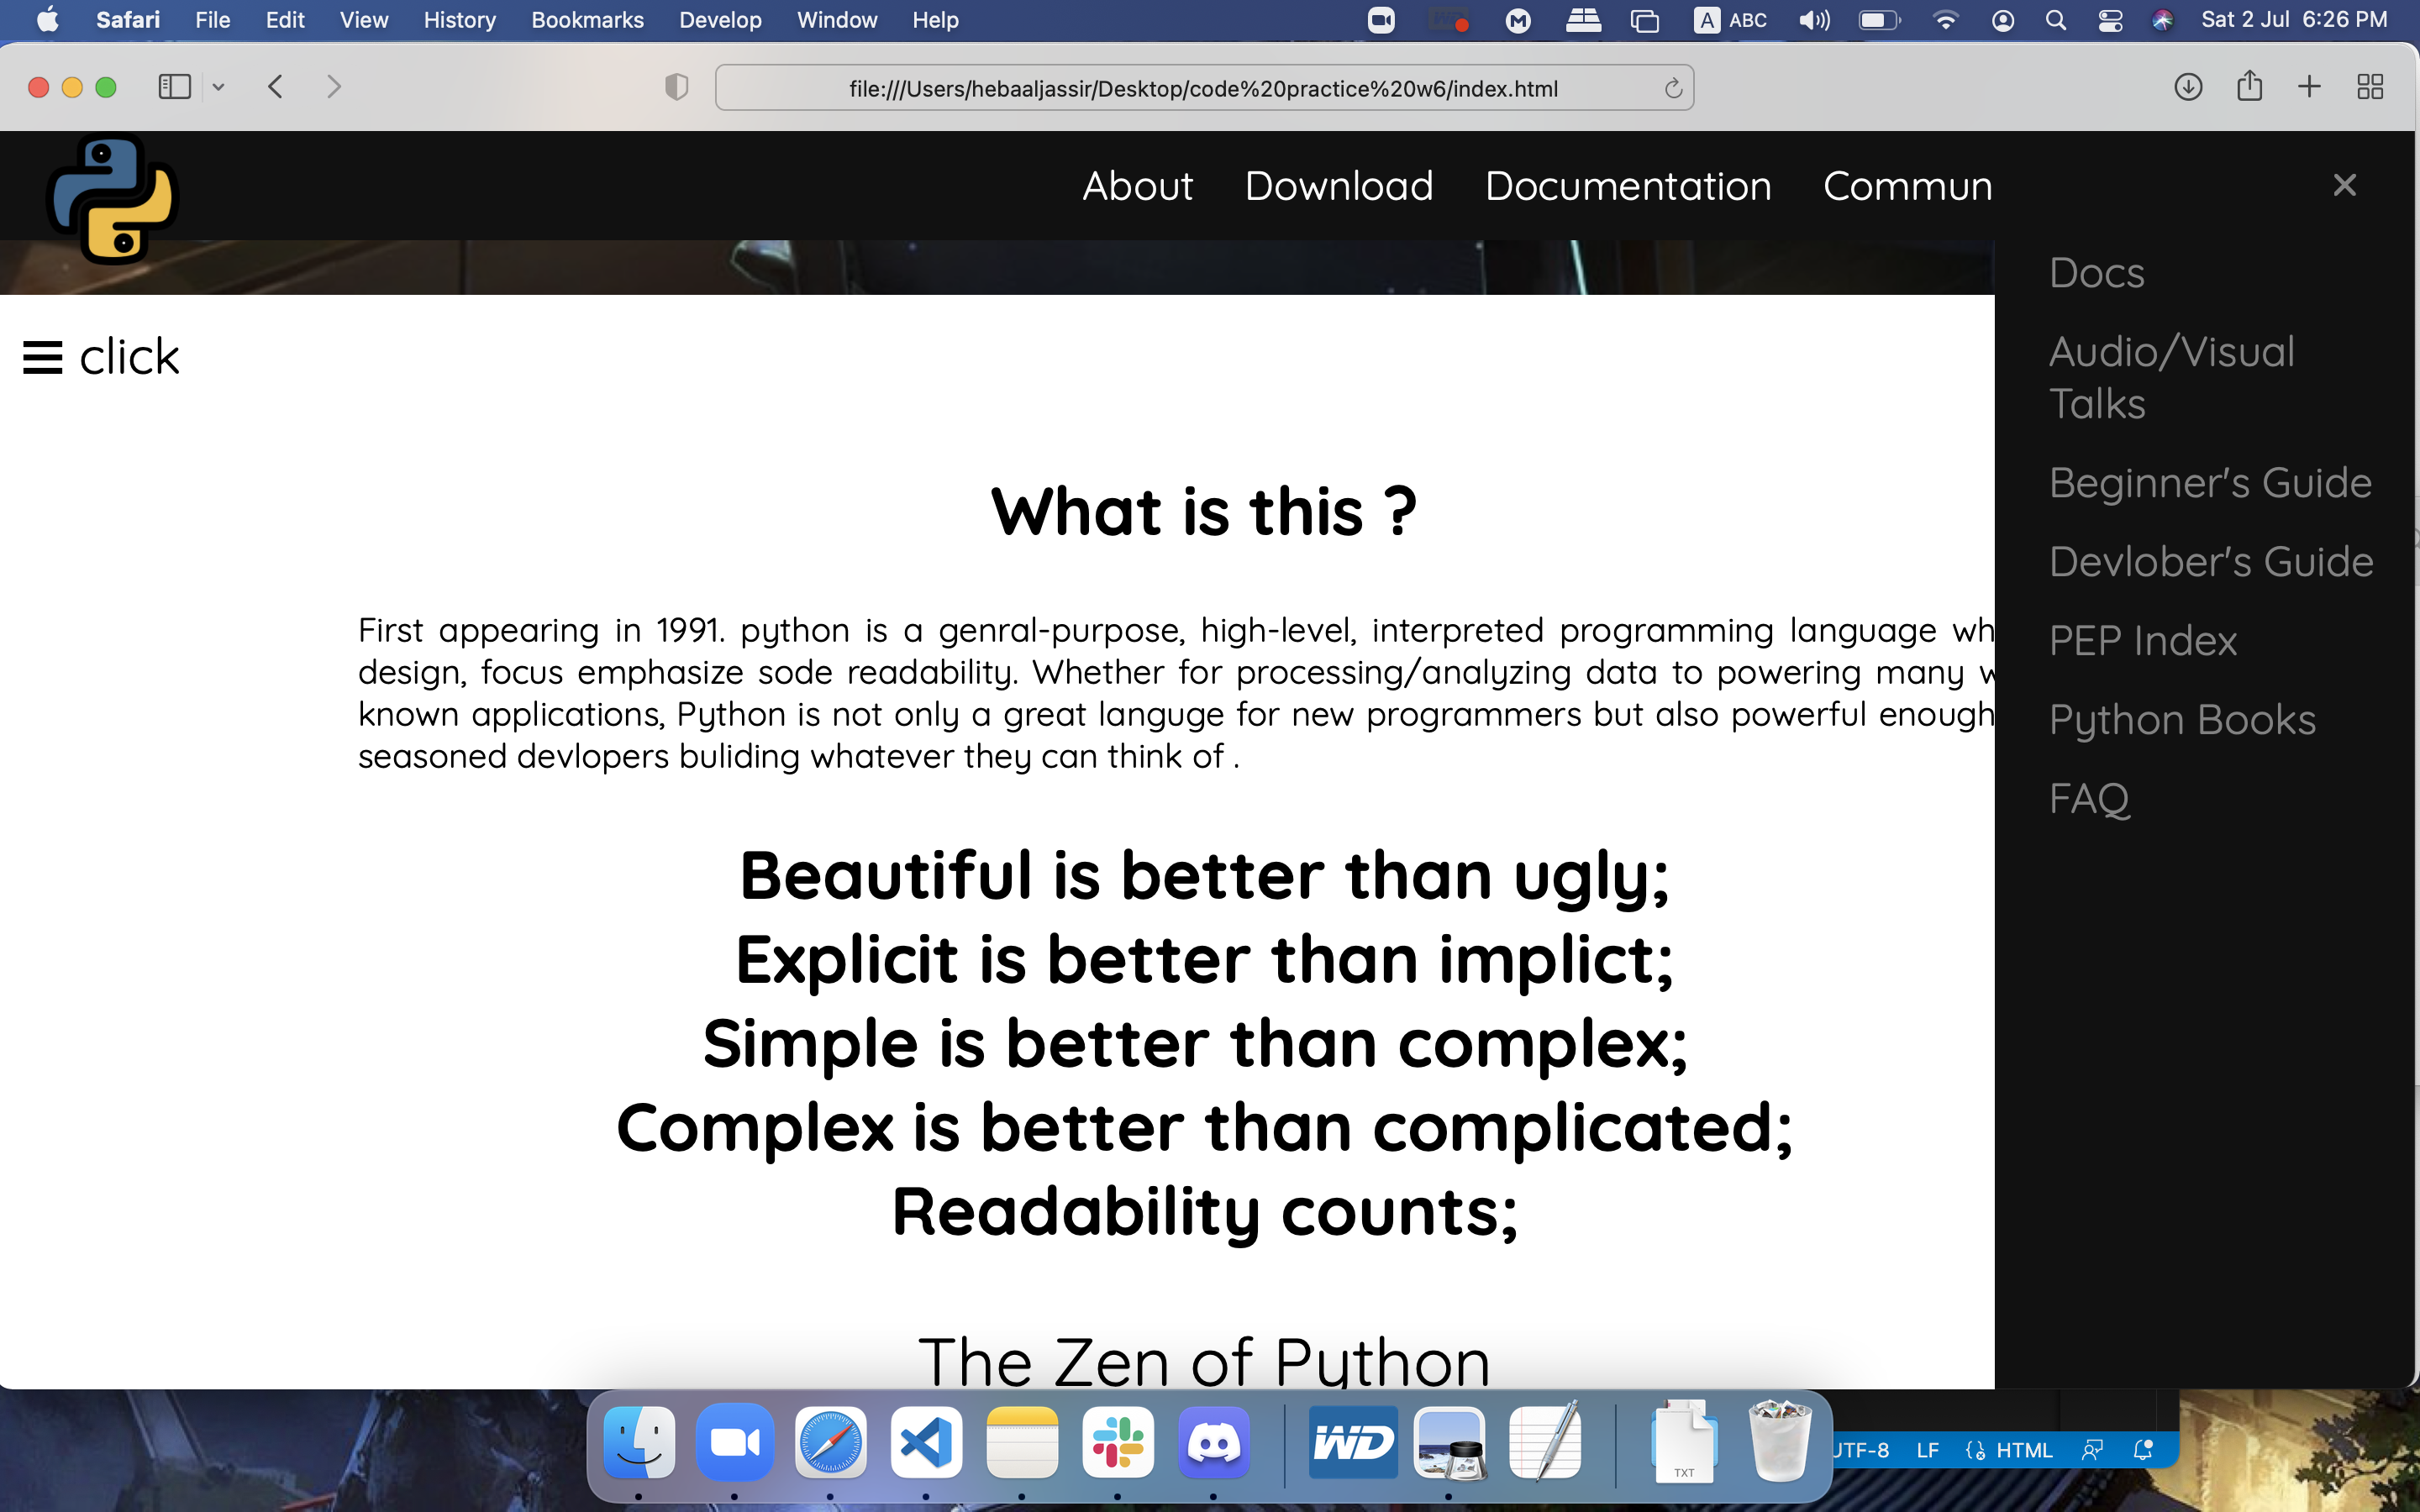 Safari File Edit View History Bookmarks Develop Window Help A ABC Sat 2 Jul 6:26 PM
file:///Users/hebaaljassir/Desktop/code%20practice%20w6/index.html
About Download Documentation Commun
Docs
Audio/Visual
Talks
Beginner's Guide
Devlober's Guide
PEP Index
Python Books
FAQ
click
What is this ?
First appearing in 1991. python is a genral-purpose, high-level, interpreted programming language wh
design, focus emphasize sode readability. Whether for processing/analyzing data to powering many w
known applications, Python is not only a great languge for new programmers but also powerful enough
seasoned devlopers buliding whatever they can think of .
Beautiful is better than ugly;
Explicit is better than implict;
Simple is better than complex;
Complex is better than complicated;
Readability counts;
The Zen of Python
WD TXT
UTF-8 LF HTML